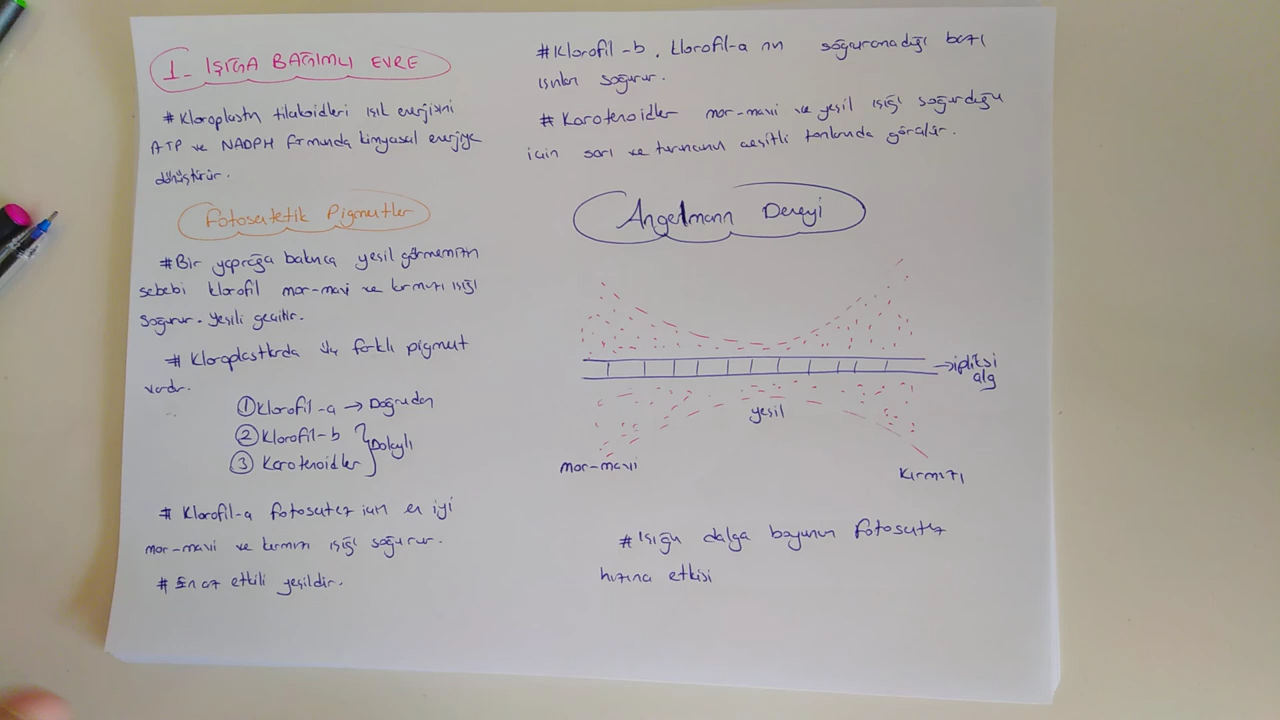 1- IŞIĞA BAĞIMLI EVRE
# Kloroplastın tilakoidleri ışık enerjisini
ATP ve NADPH formunda kimyasal enerjiye
dönüştürür.
Fotosentetik Pigmentler
# Bir yaprağa bakınca yeşil görmemizin
sebebi klorofil mor-mavi ve kırmızı ışığı
soğurur. Yeşili geçirir.
# Kloroplastlarda üç farklı pigment
vardır.
① Klorofil-a → Doğrudan
② Klorofil-b
③ Karotenoidler
Dolaylı
# Klorofil-a fotosentez için en iyi
mor-mavi ve kırmızı ışığı soğurur.
# En az etkili yeşildir.
# Klorofil-b, klorofil-a nın soğuramadığı bazı
ışınları soğurur.
# Karotenoidler mor-mavi ve yeşil ışığı soğurduğu
için sarı ve turuncunun çeşitli tonlarında görülür.
Angelmann Deneyi
→ ipliksi
alg
yeşil
mor-mavi
kırmızı
# Işığın dalga boyunun fotosentez
hızına etkisi